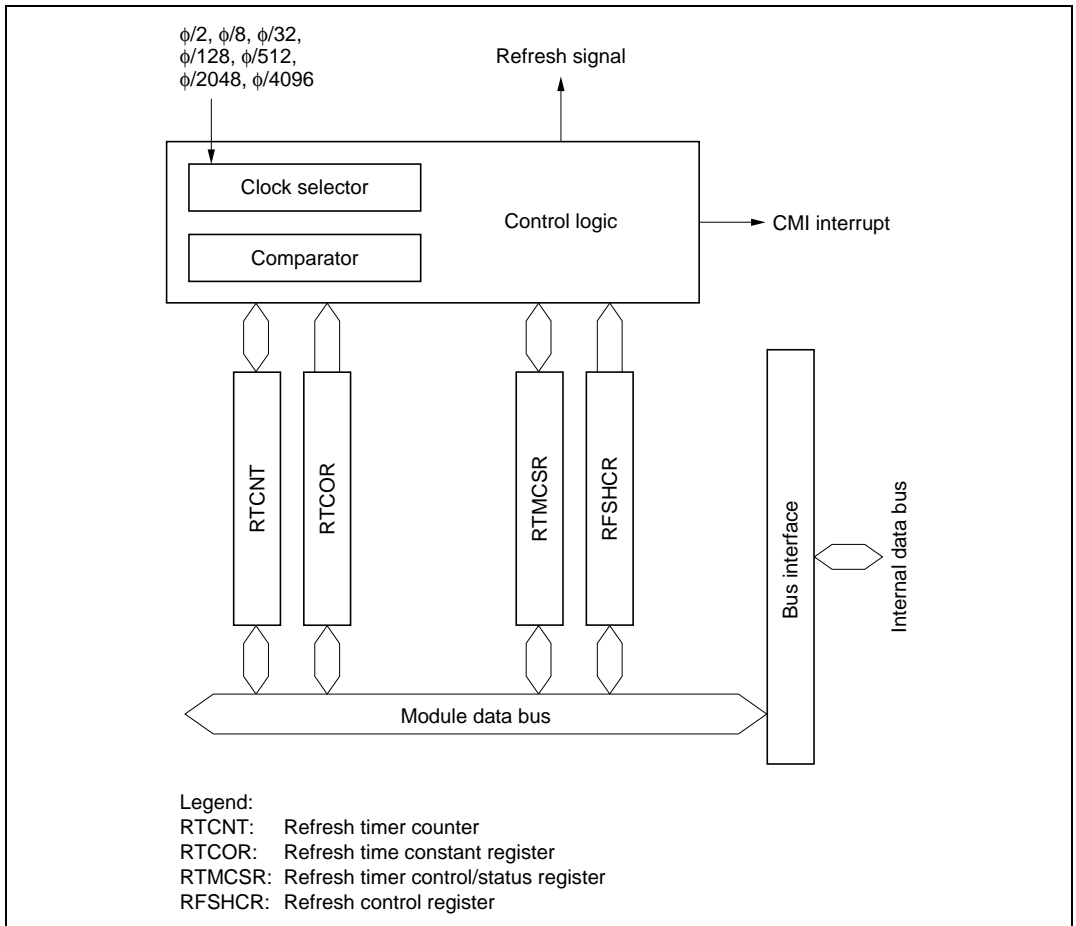 ϕ/2, ϕ/8, ϕ/32,
ϕ/128, ϕ/512,
ϕ/2048, ϕ/4096
Refresh signal
Clock selector
Control logic
CMI interrupt
Comparator
RTCNT
RTCOR
RTMCSR
RFSHCR
Bus interface
Internal data bus
Module data bus
Legend:
RTCNT: Refresh timer counter
RTCOR: Refresh time constant register
RTMCSR: Refresh timer control/status register
RFSHCR: Refresh control register